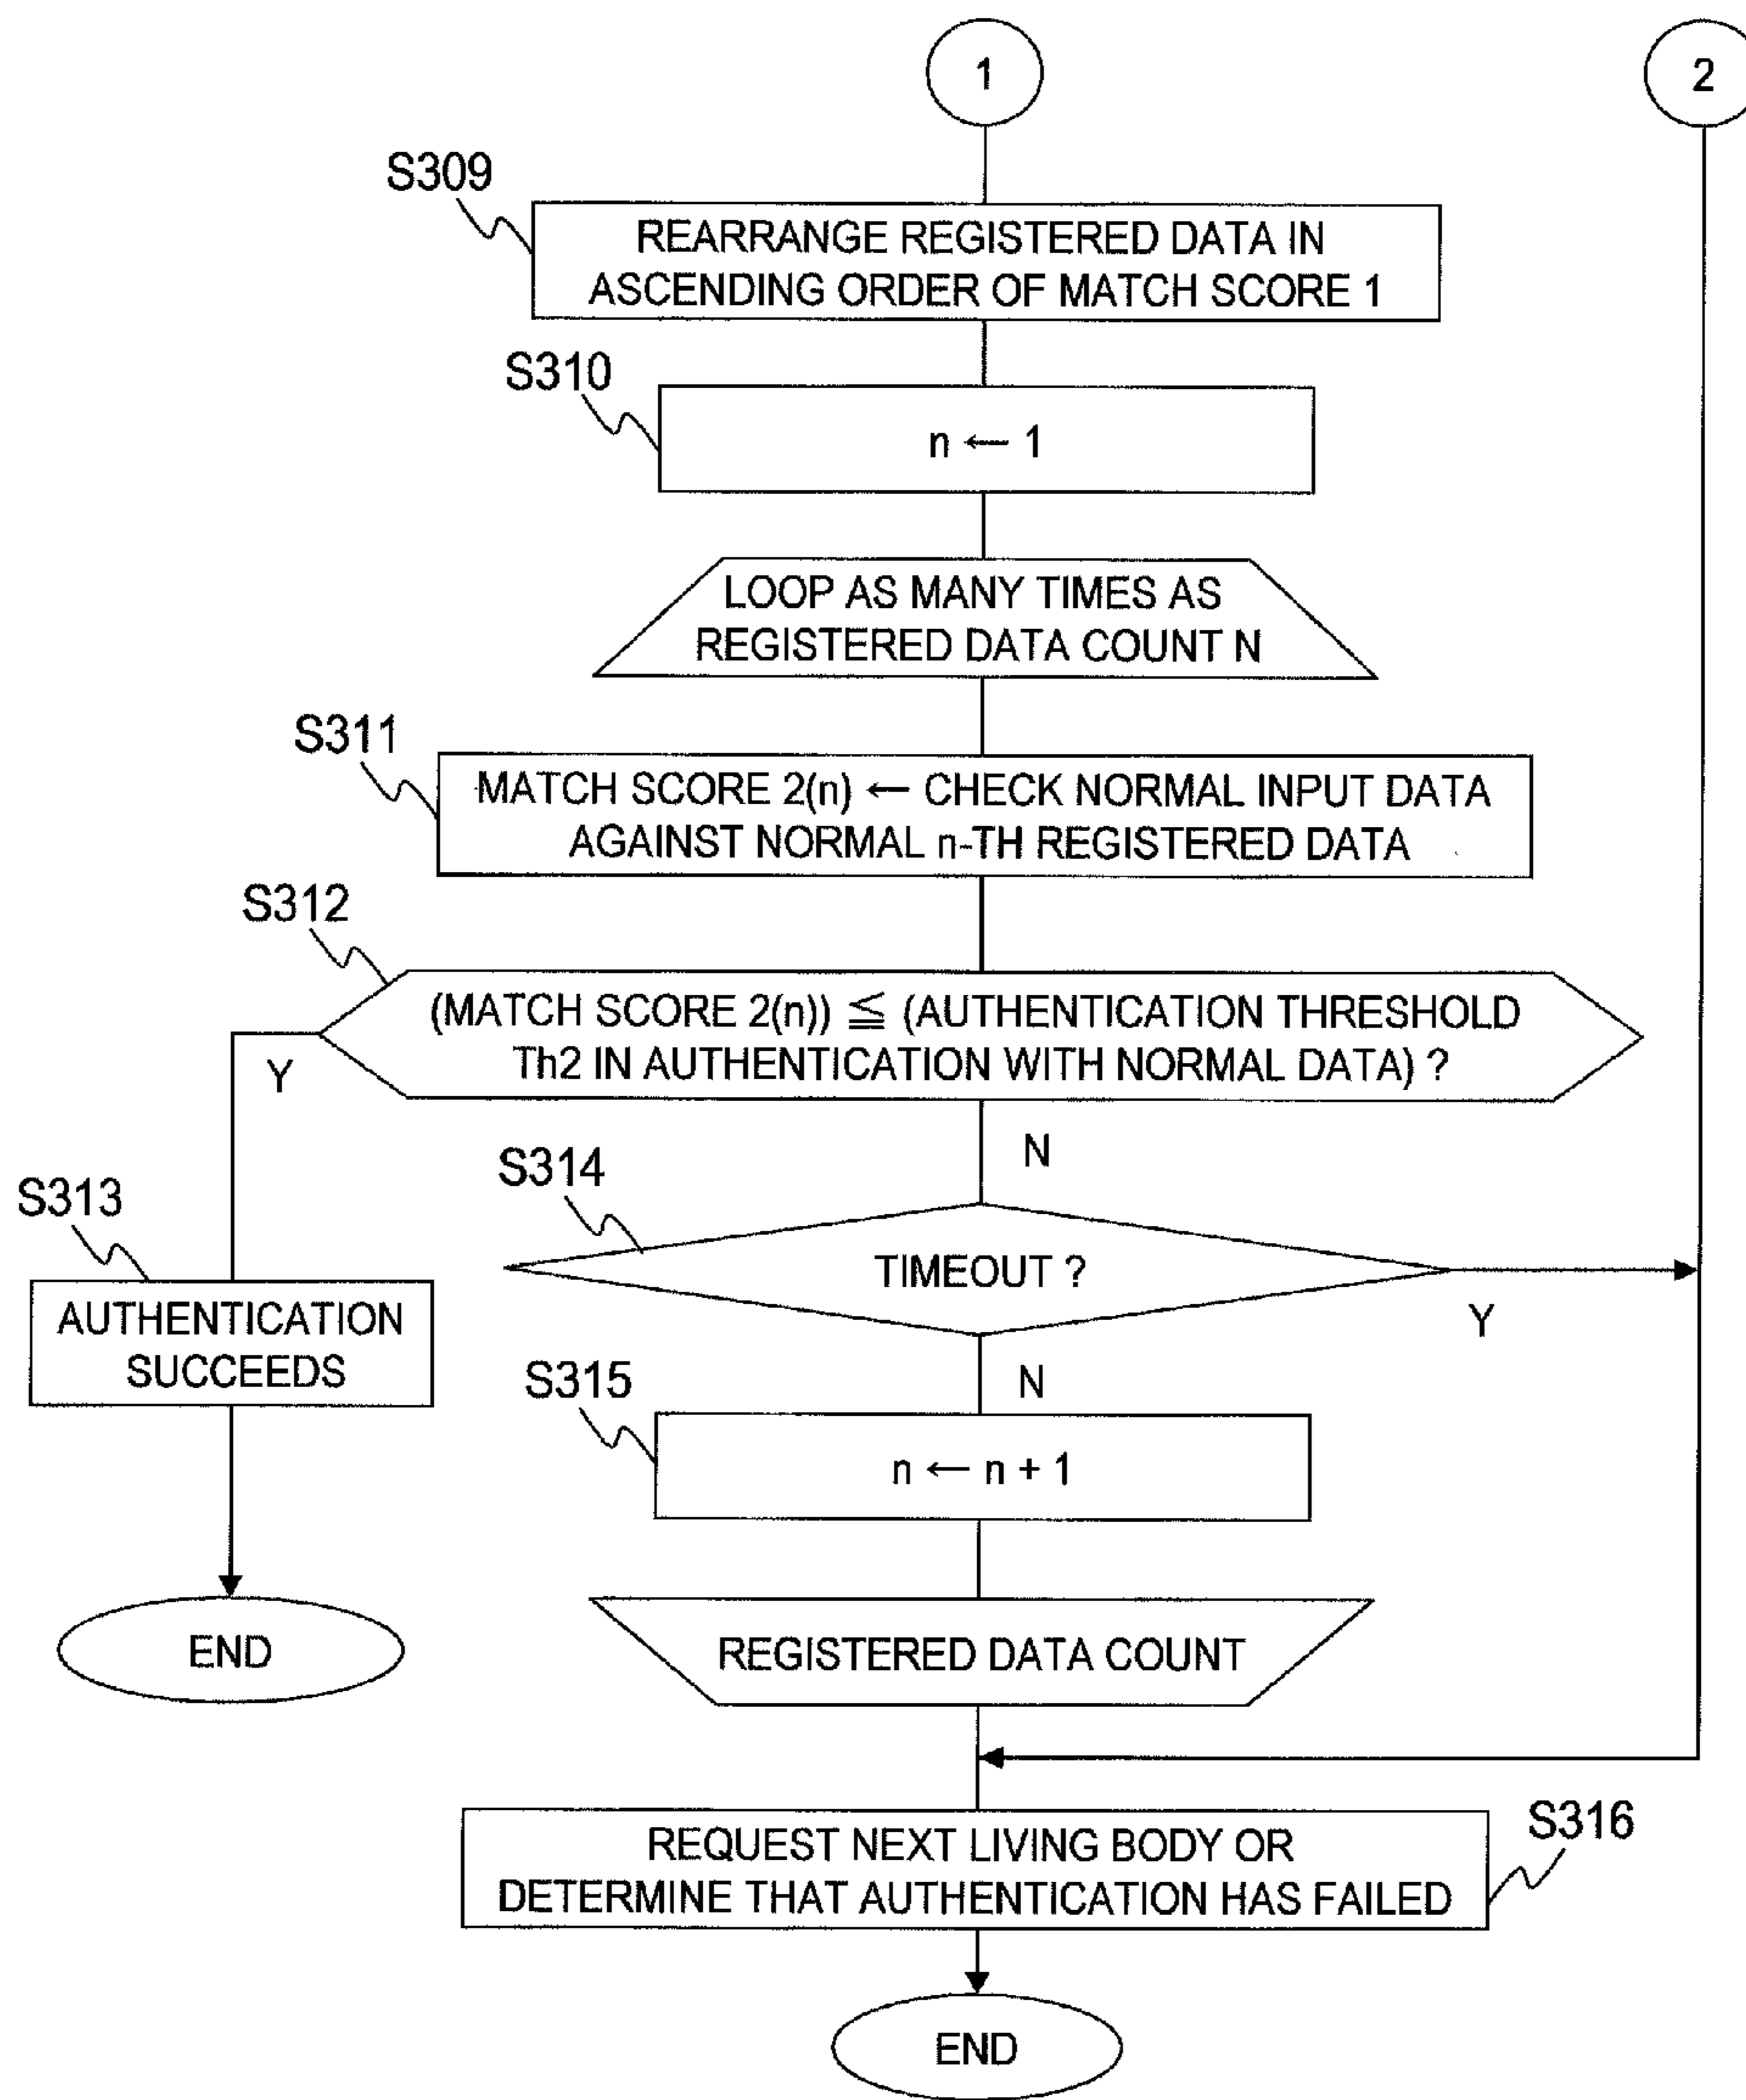 1
2
S309
REARRANGE REGISTERED DATA IN
ASCENDING ORDER OF MATCH SCORE 1
S310
n ← 1
LOOP AS MANY TIMES AS
REGISTERED DATA COUNT N
S311
MATCH SCORE 2(n) ← CHECK NORMAL INPUT DATA
AGAINST NORMAL n-TH REGISTERED DATA
S312
(MATCH SCORE 2(n)) ≦ (AUTHENTICATION THRESHOLD
Th2 IN AUTHENTICATION WITH NORMAL DATA) ?
Y
N
S313
AUTHENTICATION
SUCCEEDS
END
S314
TIMEOUT ?
Y
N
S315
n ← n + 1
REGISTERED DATA COUNT
REQUEST NEXT LIVING BODY OR
DETERMINE THAT AUTHENTICATION HAS FAILED
S316
END